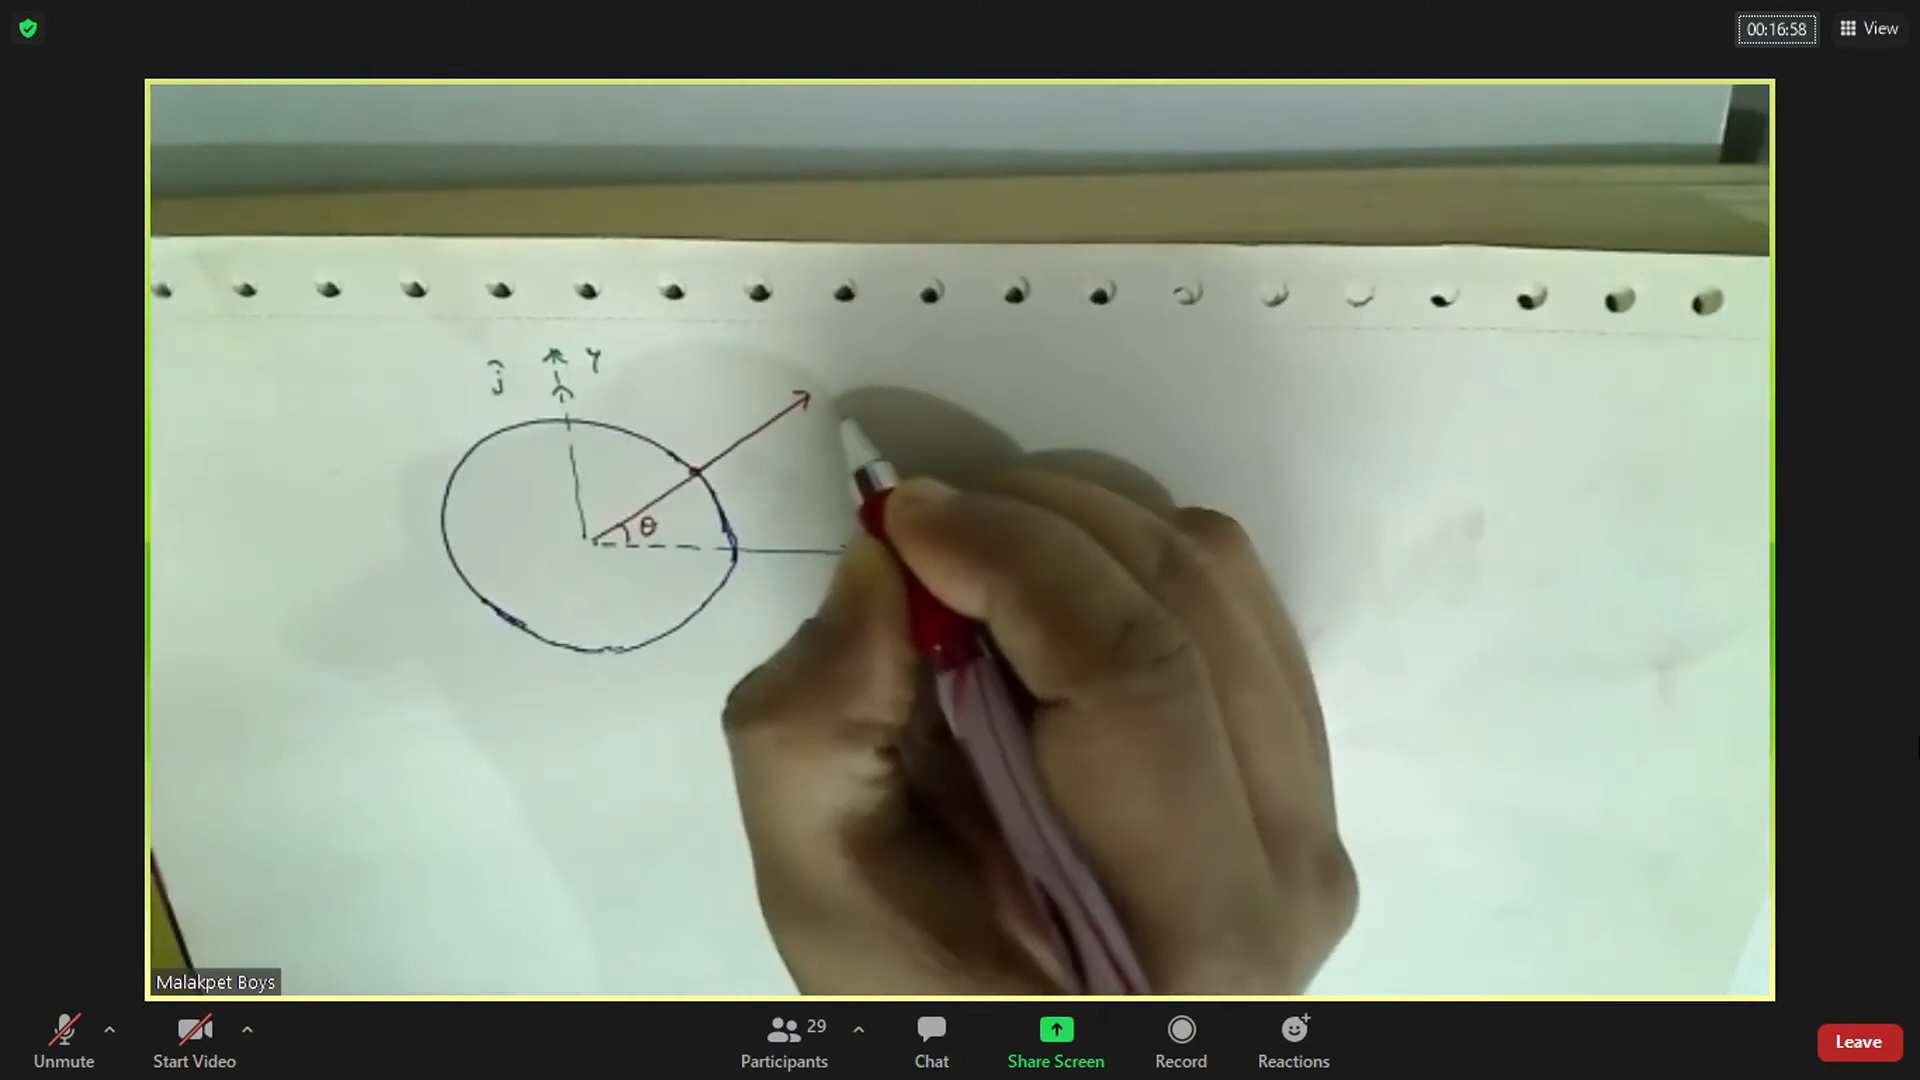 00:16:58 View
ĵ y
θ
Malakpet Boys
Unmute Start Video 29 Participants Chat Share Screen Record Reactions Leave